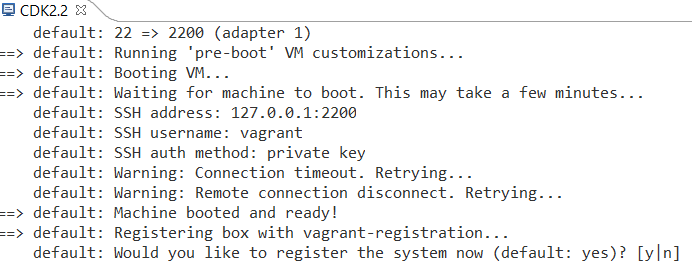 CDK2.2
default: 22 => 2200 (adapter 1)
==> default: Running 'pre-boot' VM customizations...
==> default: Booting VM...
==> default: Waiting for machine to boot. This may take a few minutes...
default: SSH address: 127.0.0.1:2200
default: SSH username: vagrant
default: SSH auth method: private key
default: Warning: Connection timeout. Retrying...
default: Warning: Remote connection disconnect. Retrying...
==> default: Machine booted and ready!
==> default: Registering box with vagrant-registration...
default: Would you like to register the system now (default: yes)? [y|n]